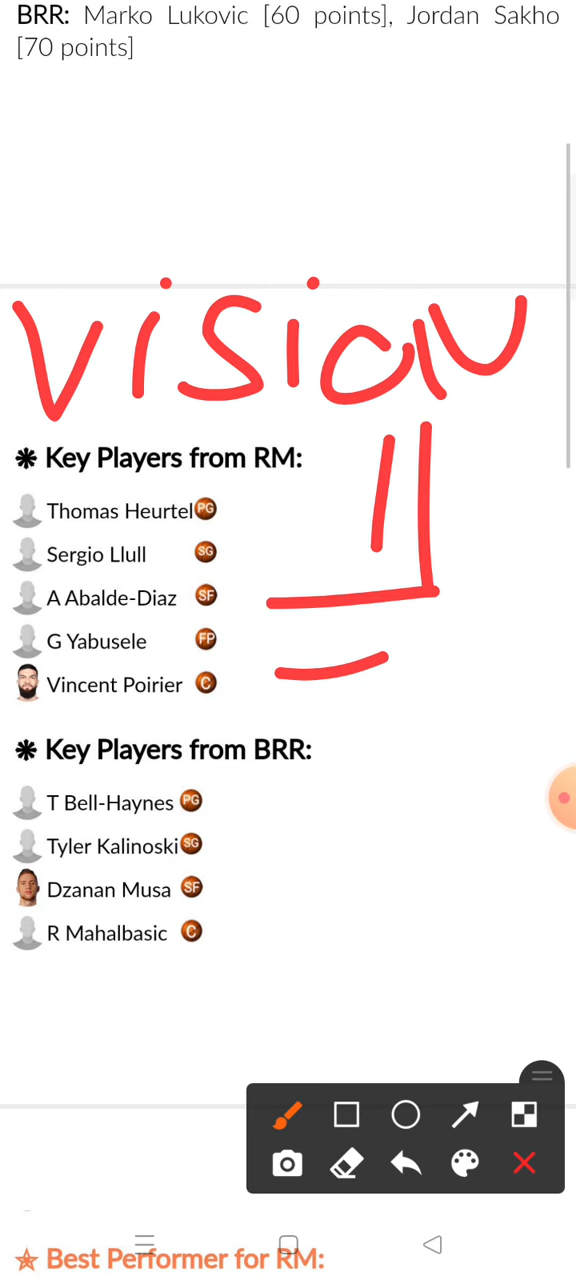 BRR: Marko Lukovic [60 points], Jordan Sakho
[70 points]
Vision
✱ Key Players from RM:
Thomas Heurtel PG
Sergio Llull SG
A Abalde-Diaz SF
G Yabusele FP
Vincent Poirier C
✱ Key Players from BRR:
T Bell-Haynes PG
Tyler Kalinoski SG
Dzanan Musa SF
R Mahalbasic C
Best Performer for RM: